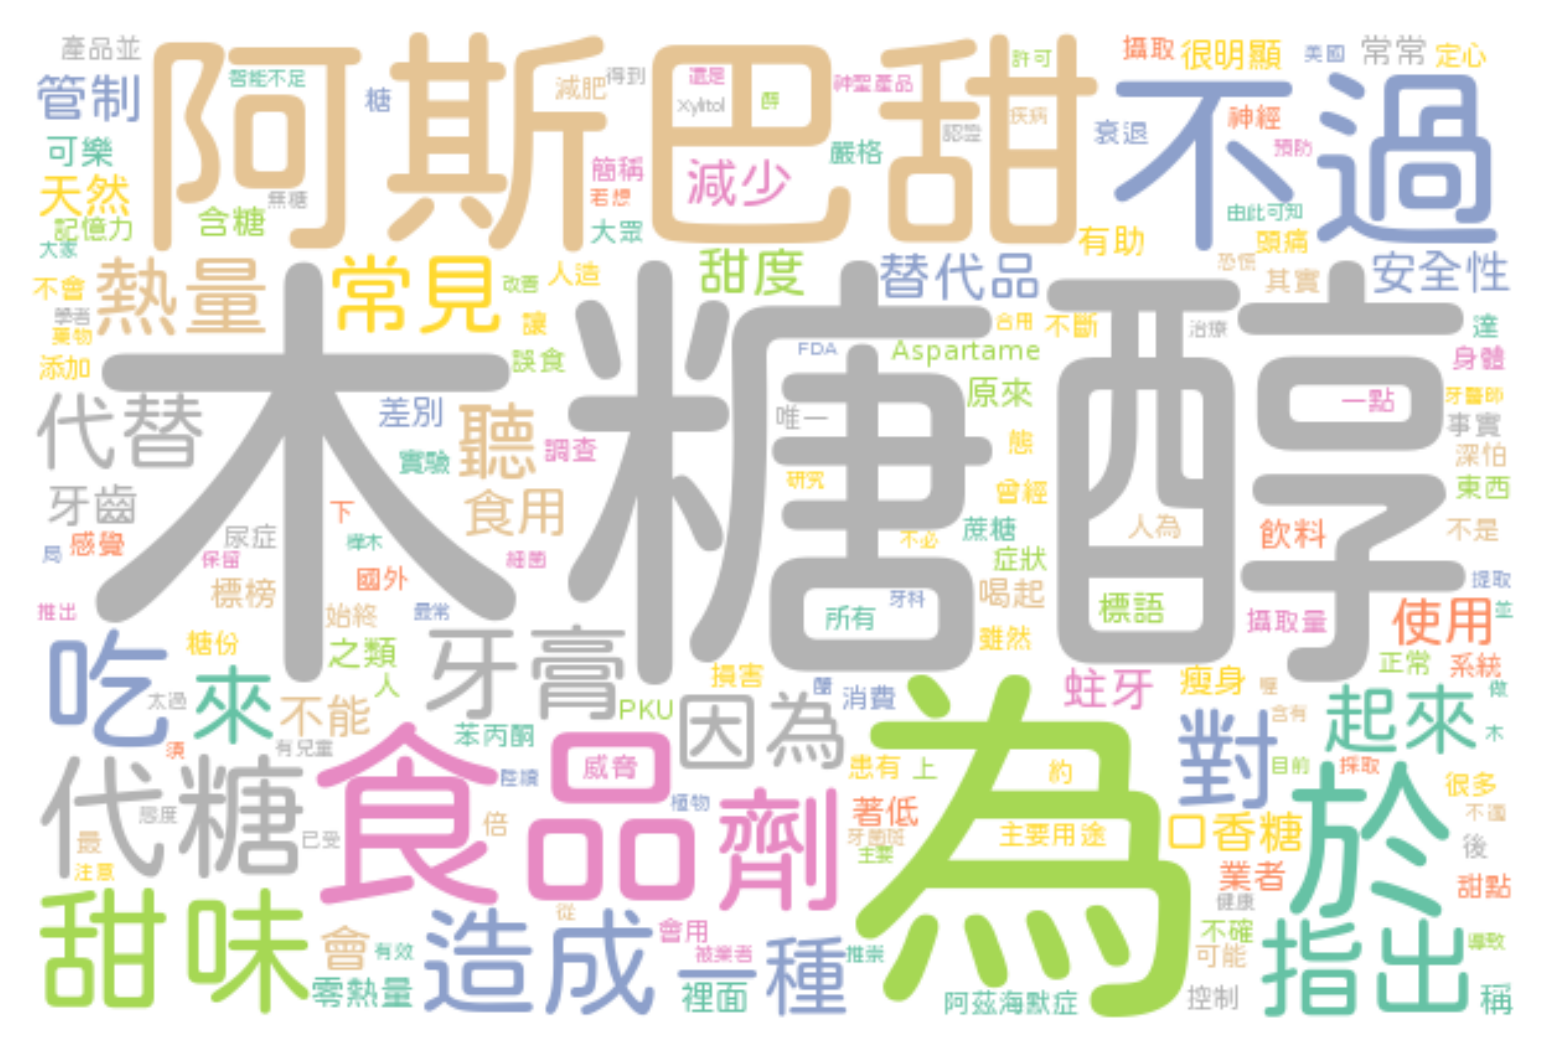 產品並
智能不足
減肥
得到
還是
神聖產品
許可
攝取
很明顯
美國
常常
定心
管制
糖
阿斯巴甜
Xylitol
醇
疾病
認證
不過
神經
衰退
預防
可樂
簡稱
減少
嚴格
天然
無糖
若想
由此可知
記憶力
含糖
大眾
有助
頭痛
大家
熱量
常見
改善
人造
甜度
替代品
恐慌
其實
安全性
不會
學者
讓
合用
不斷
治療
達
藥物
木糖醇
FDA
Aspartame
添加
誤食
身體
原來
一點
牙醫師
代替
差別
聽
唯一
事實
調查
態
實驗
深怕
研究
曾經
東西
牙齒
食用
下
蔗糖
人為
飲料
不是
尿症
樺木
不必
感覺
局
保留
細菌
症狀
國外
標榜
喝起
提取
牙科
推出
始終
最常
所有
標語
攝取量
使用
並
吃
糖份
之類
牙膏
雖然
正常
系統
人
損害
蛀牙
瘦身
太過
來
不能
PKU
因為
消費
為
含有
起來
做
木
苯丙酮
對
須
有兒童
代糖
食品劑
威脅
陸續
患有
上
約
目前
採取
於
很多
態度
植物
著低
不適
倍
已受
最
牙菌斑
主要用途
口香糖
後
主要
注意
業者
甜點
甜味
健康
從
會
造成
會用
不確
指出
導致
有效
被業者
一種
推崇
可能
零熱量
裡面
阿茲海默症
控制
稱